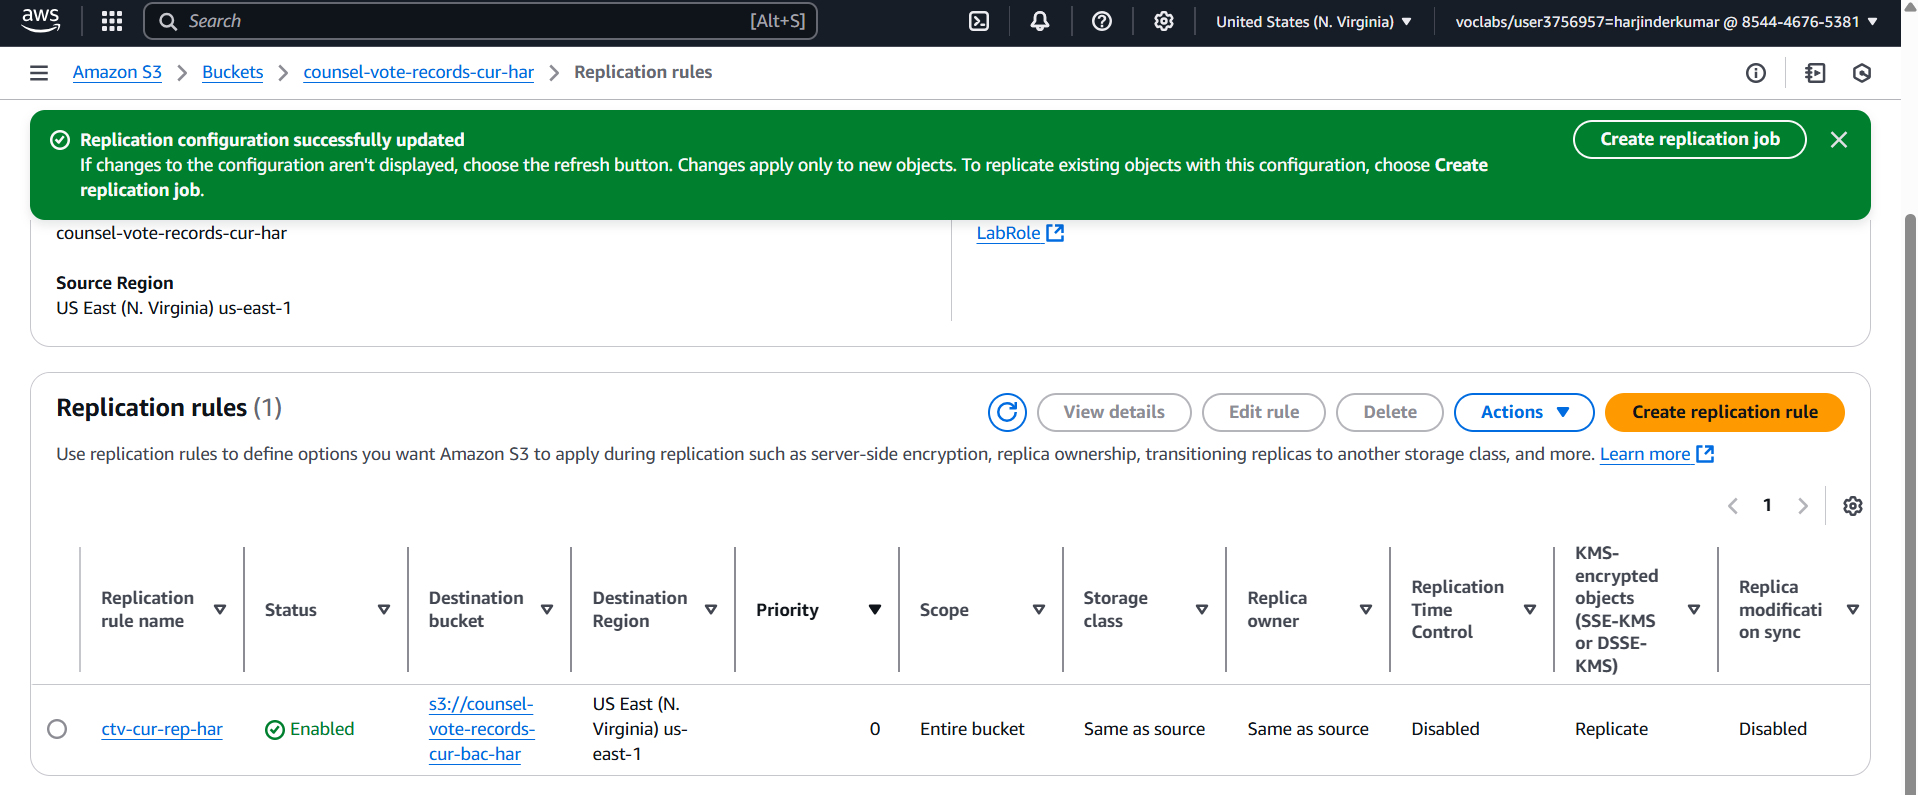 aws
Search [Alt+S]
United States (N. Virginia) ▼
voclabs/user3756957=harjinderkumar @ 8544-4676-5381 ▼
Amazon S3 > Buckets > counsel-vote-records-cur-har > Replication rules
Replication configuration successfully updated
If changes to the configuration aren't displayed, choose the refresh button. Changes apply only to new objects. To replicate existing objects with this configuration, choose Create
replication job.
Create replication job
counsel-vote-records-cur-har
LabRole
Source Region
US East (N. Virginia) us-east-1
Replication rules (1)
View details
Edit rule
Delete
Actions ▼
Create replication rule
Use replication rules to define options you want Amazon S3 to apply during replication such as server-side encryption, replica ownership, transitioning replicas to another storage class, and more. Learn more
1
Replication
rule name
Status
Destination
bucket
Destination
Region
Priority
Scope
Storage
class
Replica
owner
Replication
Time
Control
KMS-
encrypted
objects
(SSE-KMS
or DSSE-
KMS)
Replica
modificati
on sync
ctv-cur-rep-har
Enabled
s3://counsel-
vote-records-
cur-bac-har
US East (N.
Virginia) us-
east-1
0
Entire bucket
Same as source
Same as source
Disabled
Replicate
Disabled